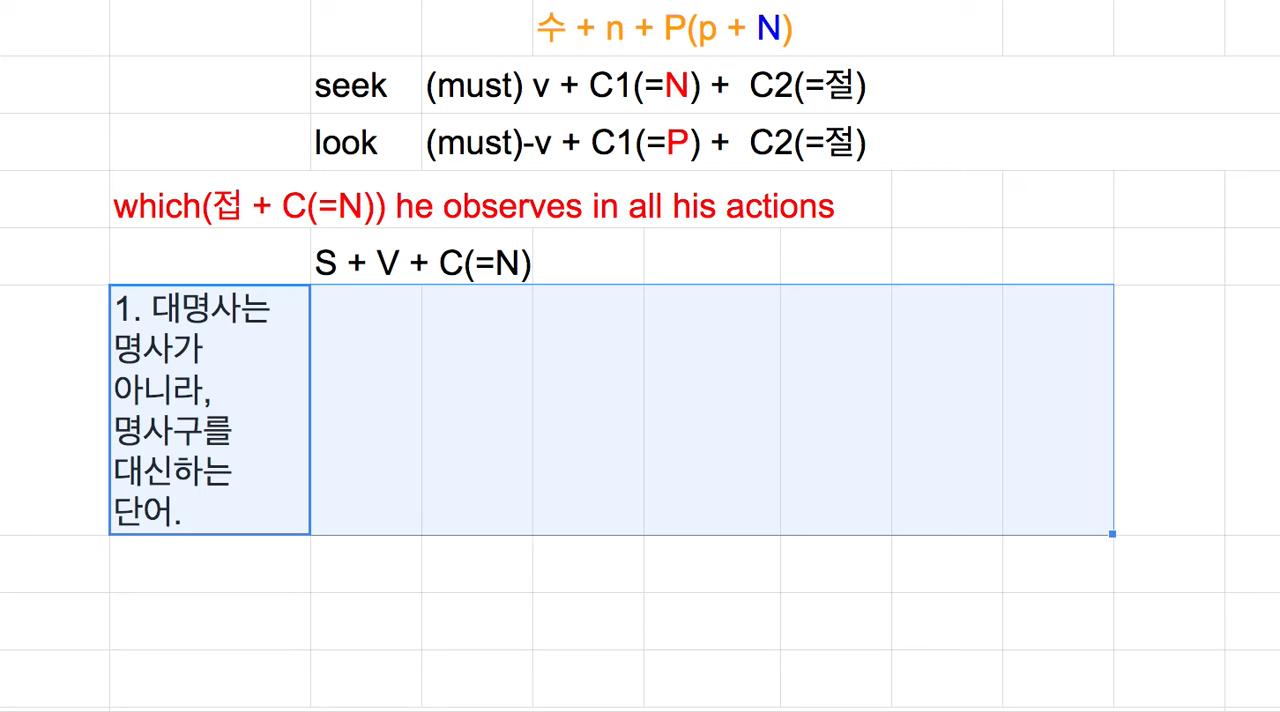 수 + n + P(p + N)
seek (must) v + C1(=N) + C2(=절)
look (must)-v + C1(=P) + C2(=절)
which(접 + C(=N)) he observes in all his actions
S + V + C(=N)
1. 대명사는
명사가
아니라,
명사구를
대신하는
단어.